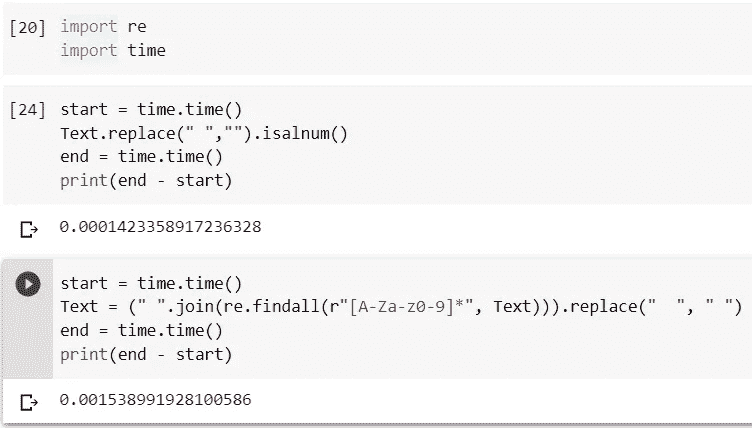 [20] import re
import time
[24] start = time.time()
Text.replace(" ","").isalnum()
end = time.time()
print(end - start)
0.0001423358917236328
start = time.time()
Text = (" ".join(re.findall(r"[A-Za-z0-9]*", Text))).replace("  ", " ")
end = time.time()
print(end - start)
0.001538991928100586